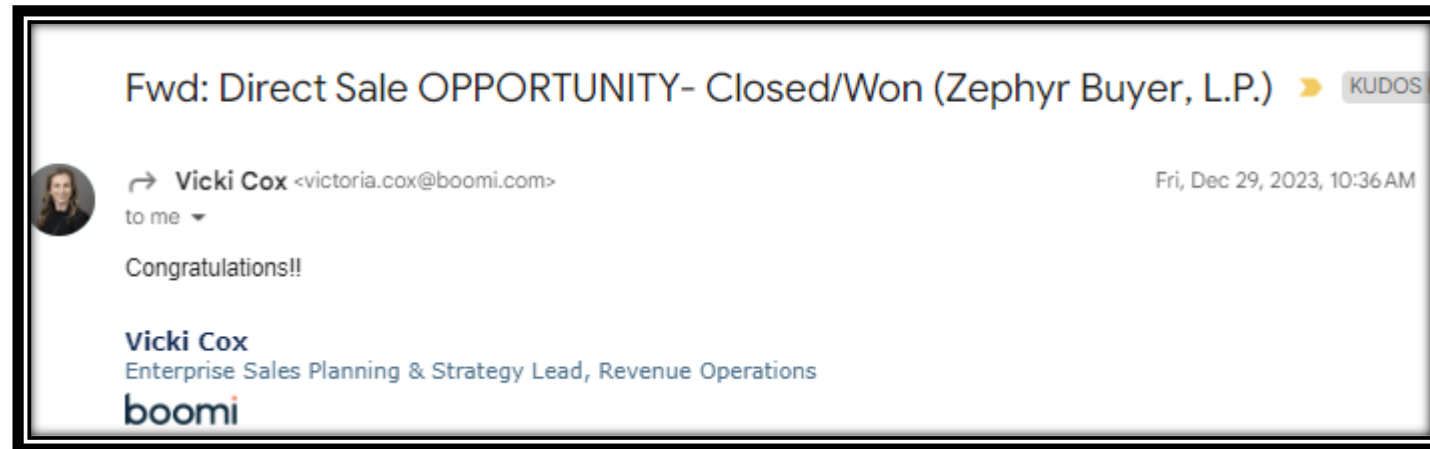 Fwd: Direct Sale OPPORTUNITY- Closed/Won (Zephyr Buyer, L.P.) KUDOS
Vicki Cox <victoria.cox@boomi.com> Fri, Dec 29, 2023, 10:36 AM
to me
Congratulations!!
Vicki Cox
Enterprise Sales Planning & Strategy Lead, Revenue Operations
boomi